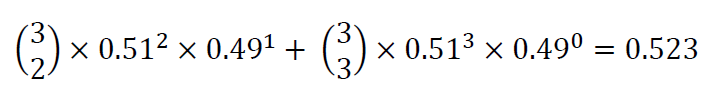 (3 2) × 0.51² × 0.49¹ + (3 3) × 0.51³ × 0.49⁰ = 0.523